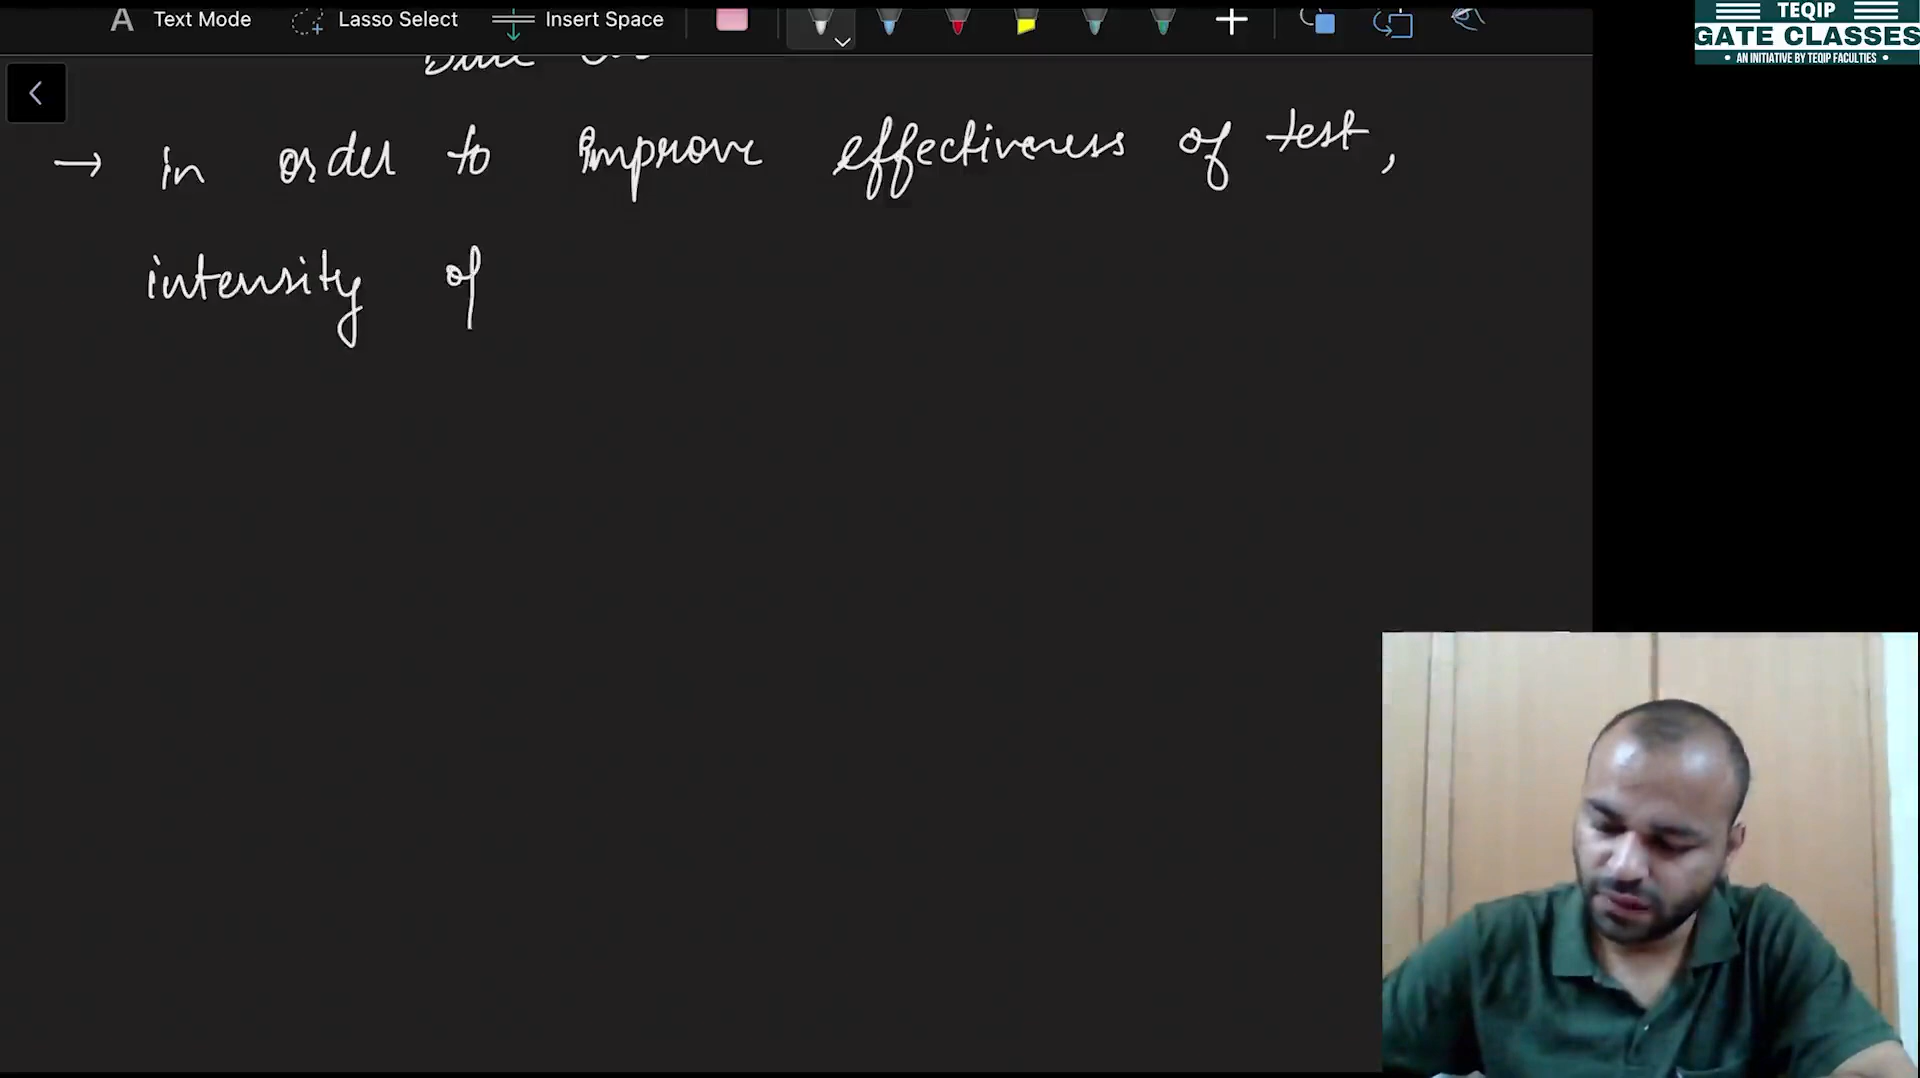 A Text Mode Lasso Select Insert Space
TEQIP
GATE CLASSES
• AN INITIATIVE BY TEQIP FACULTIES •
→ in order to improve effectiveness of test,
intensity of